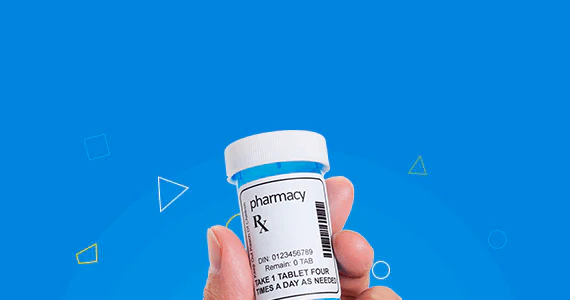 pharmacy
Rx
DIN: 0123456789
Remain: 0 TAB
TAKE 1 TABLET FOUR
TIMES A DAY AS NEEDED